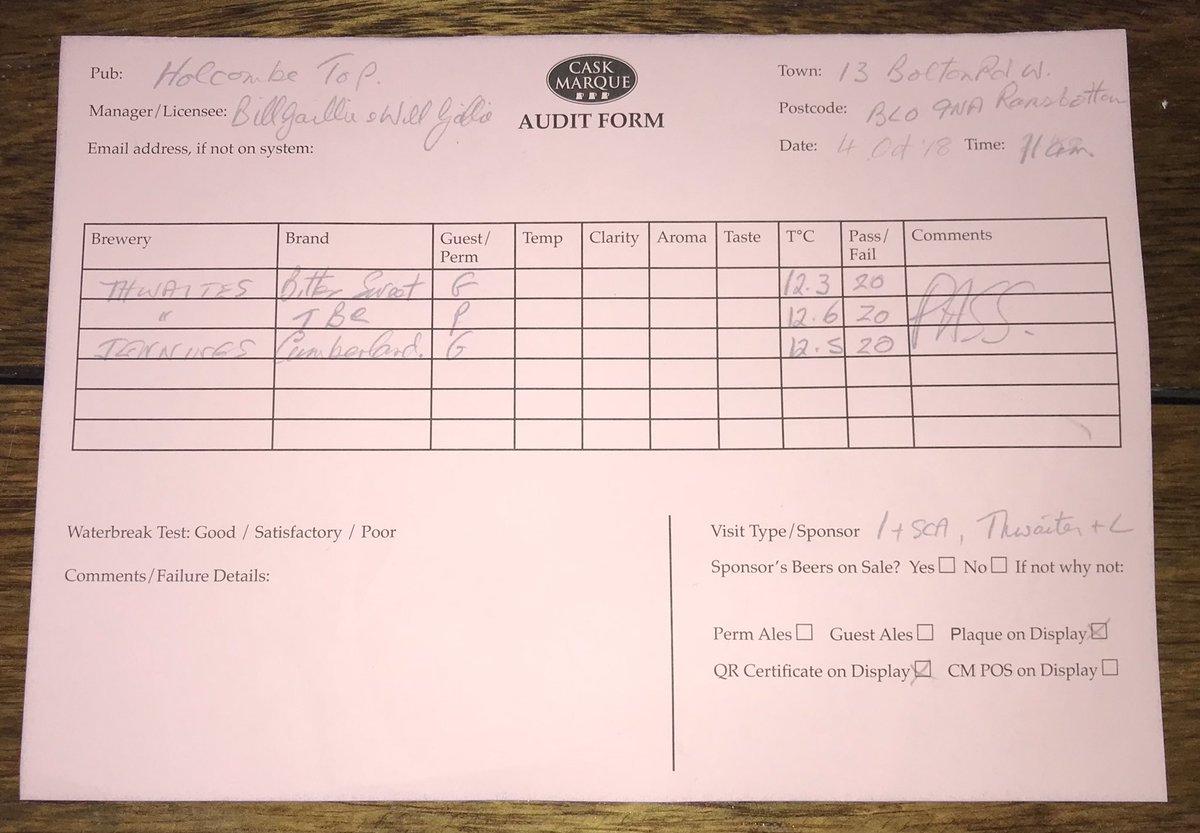 Pub: Holcombe Tap.
CASK MARQUE
AUDIT FORM
Town: 13 Bolton Rd W.
Manager/Licensee: Bill & Will
Postcode: BL0 9NA Ramsbottom
Email address, if not on system:
Date: 4 Oct '18 Time: 11am.
Brewery Brand Guest/Perm Temp Clarity Aroma Taste T°C Pass/Fail Comments
THWAITES Bitter Sweet G 12.3 20
" TBC P 12.6 20 PASS.
JENNINGS Cumberland. G 12.5 20
Waterbreak Test: Good / Satisfactory / Poor
Comments/Failure Details:
Visit Type/Sponsor 1 + SCA, Thwaites + L
Sponsor's Beers on Sale? Yes No If not why not:
Perm Ales Guest Ales Plaque on Display
QR Certificate on Display CM POS on Display